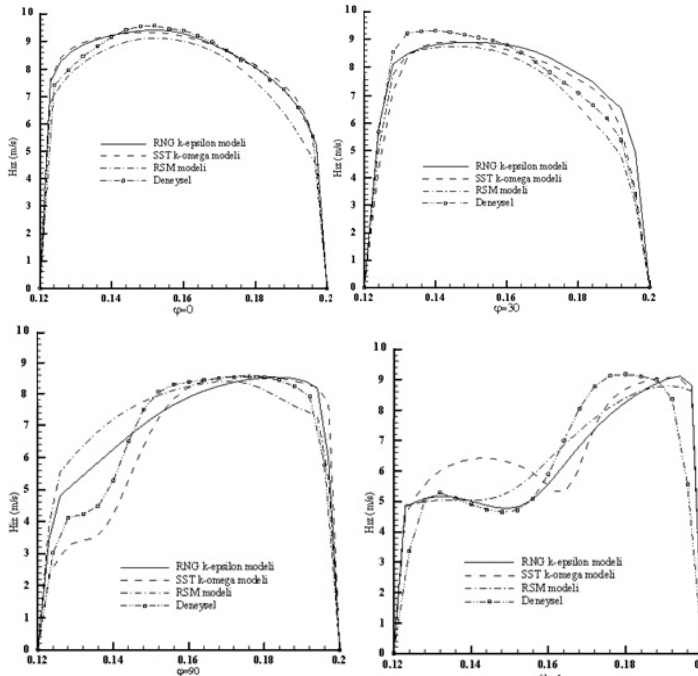 10
9
8
7
6
5
4
3
2
1
0
Hız (m/s)
RNG k-epsilon modeli
SST k-omega modeli
RSM modeli
Deneysel
0.12
0.14
0.16
0.18
0.2
φ=0
10
9
8
7
6
5
4
3
2
1
0
Hız (m/s)
RNG k-epsilon modeli
SST k-omega modeli
RSM modeli
Deneysel
0.12
0.14
0.16
0.18
0.2
φ=30
10
9
8
7
6
5
4
3
2
1
0
Hız (m/s)
RNG k-epsilon modeli
SST k-omega modeli
RSM modeli
Deneysel
0.12
0.14
0.16
0.18
0.2
φ=90
10
9
8
7
6
5
4
3
2
1
0
Hız (m/s)
RNG k-epsilon modeli
SST k-omega modeli
RSM modeli
Deneysel
0.12
0.14
0.16
0.18